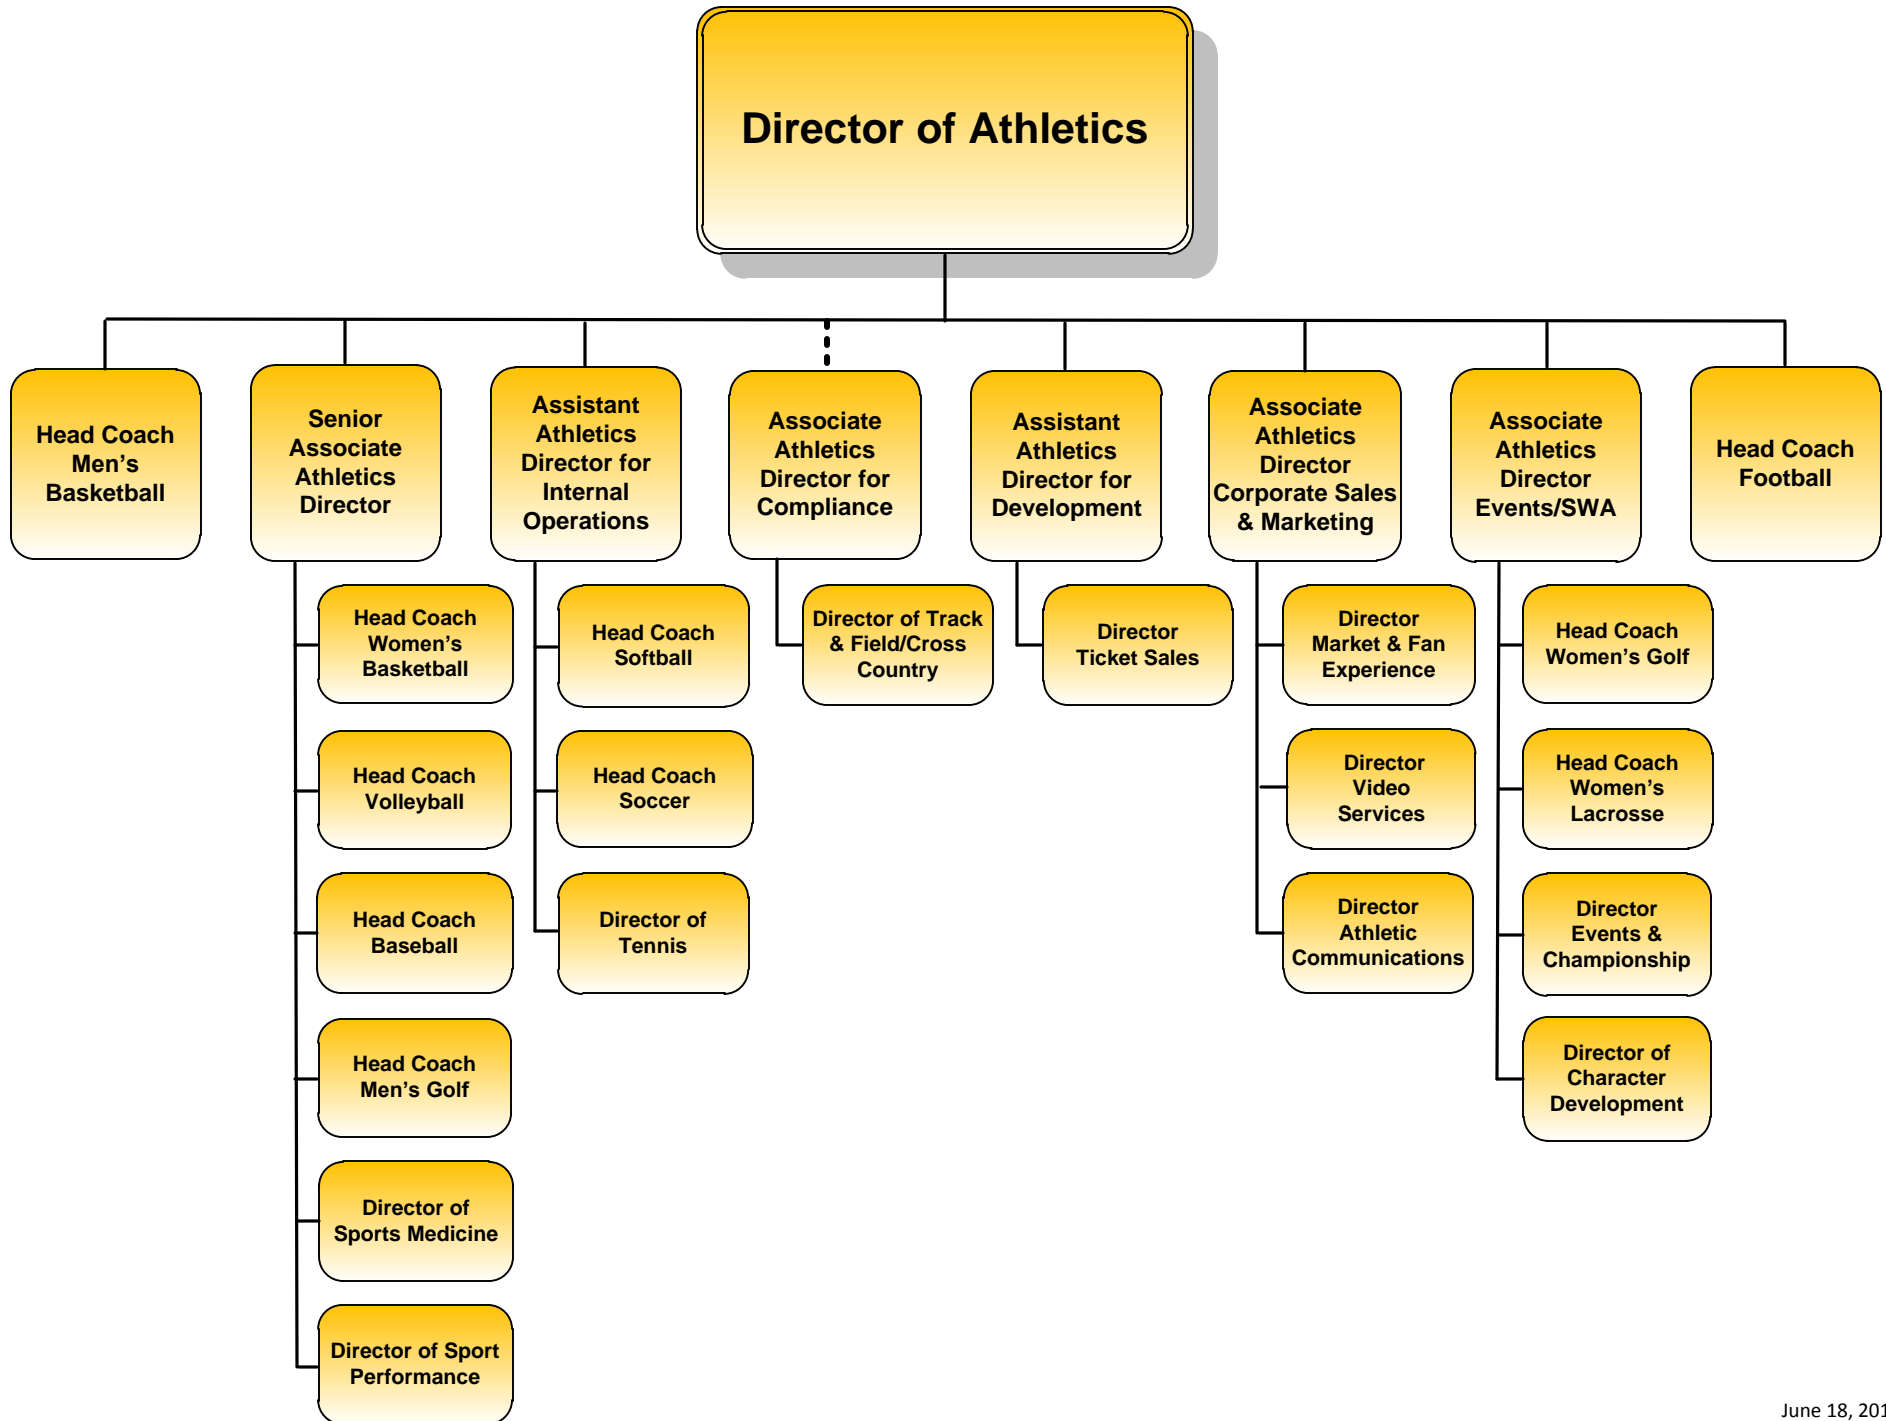 Director of Athletics
Head Coach
Men's
Basketball
Senior
Associate
Athletics
Director
Assistant
Athletics
Director for
Internal
Operations
Associate
Athletics
Director for
Compliance
Assistant
Athletics
Director for
Development
Associate
Athletics
Director
Corporate Sales
& Marketing
Associate
Athletics
Director
Events/SWA
Head Coach
Football
Head Coach
Women's
Basketball
Head Coach
Volleyball
Head Coach
Baseball
Head Coach
Men's Golf
Director of
Sports Medicine
Director of Sport
Performance
Head Coach
Softball
Head Coach
Soccer
Director of
Tennis
Director of Track
& Field/Cross
Country
Director
Ticket Sales
Director
Market & Fan
Experience
Director
Video
Services
Director
Athletic
Communications
Head Coach
Women's Golf
Head Coach
Women's
Lacrosse
Director
Events &
Championship
Director of
Character
Development
June 18, 201